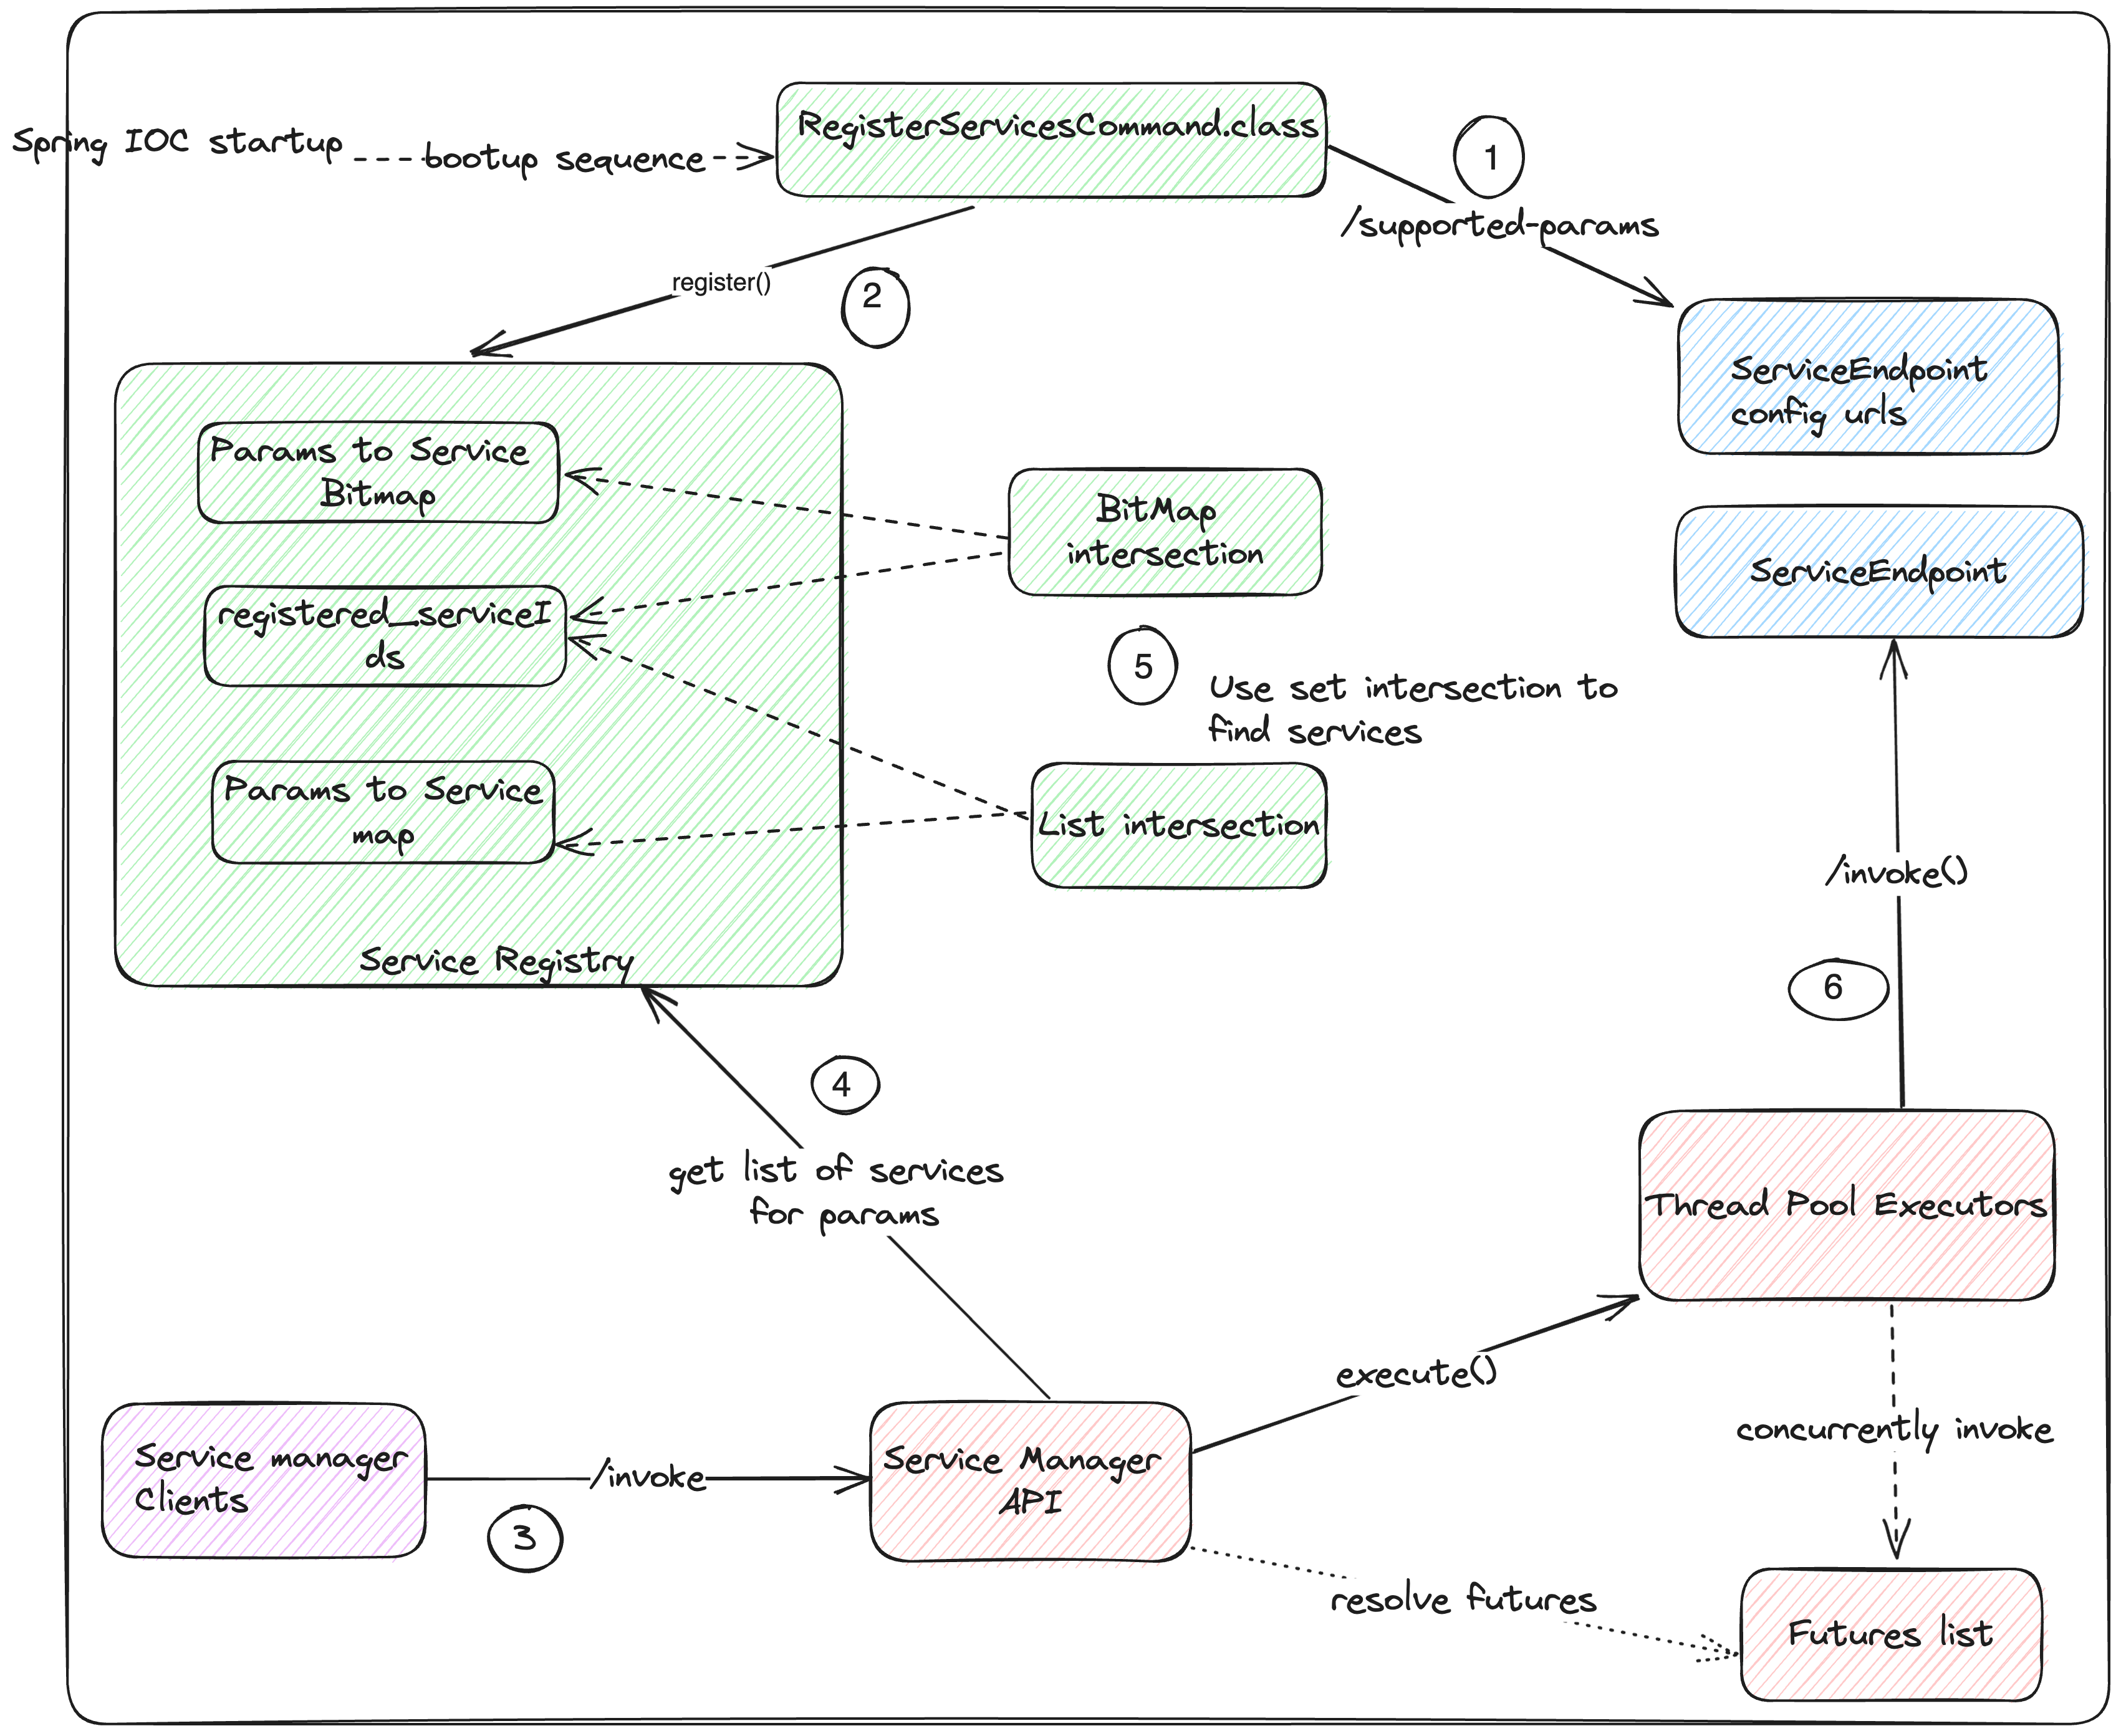 RegisterServicesCommand.class
Spring IOC startup
bootup sequence
1
/supported-params
register()
2
ServiceEndpoint
config urls
Params to Service
Bitmap
BitMap
intersection
ServiceEndpoint
registered_serviceI
ds
5
Use set intersection to
find services
Params to Service
map
List intersection
/invoke()
Service Registry
6
4
get list of services
for params
Thread Pool Executors
execute()
concurrently invoke
Service manager
Clients
/invoke
3
Service Manager
API
resolve futures
Futures list